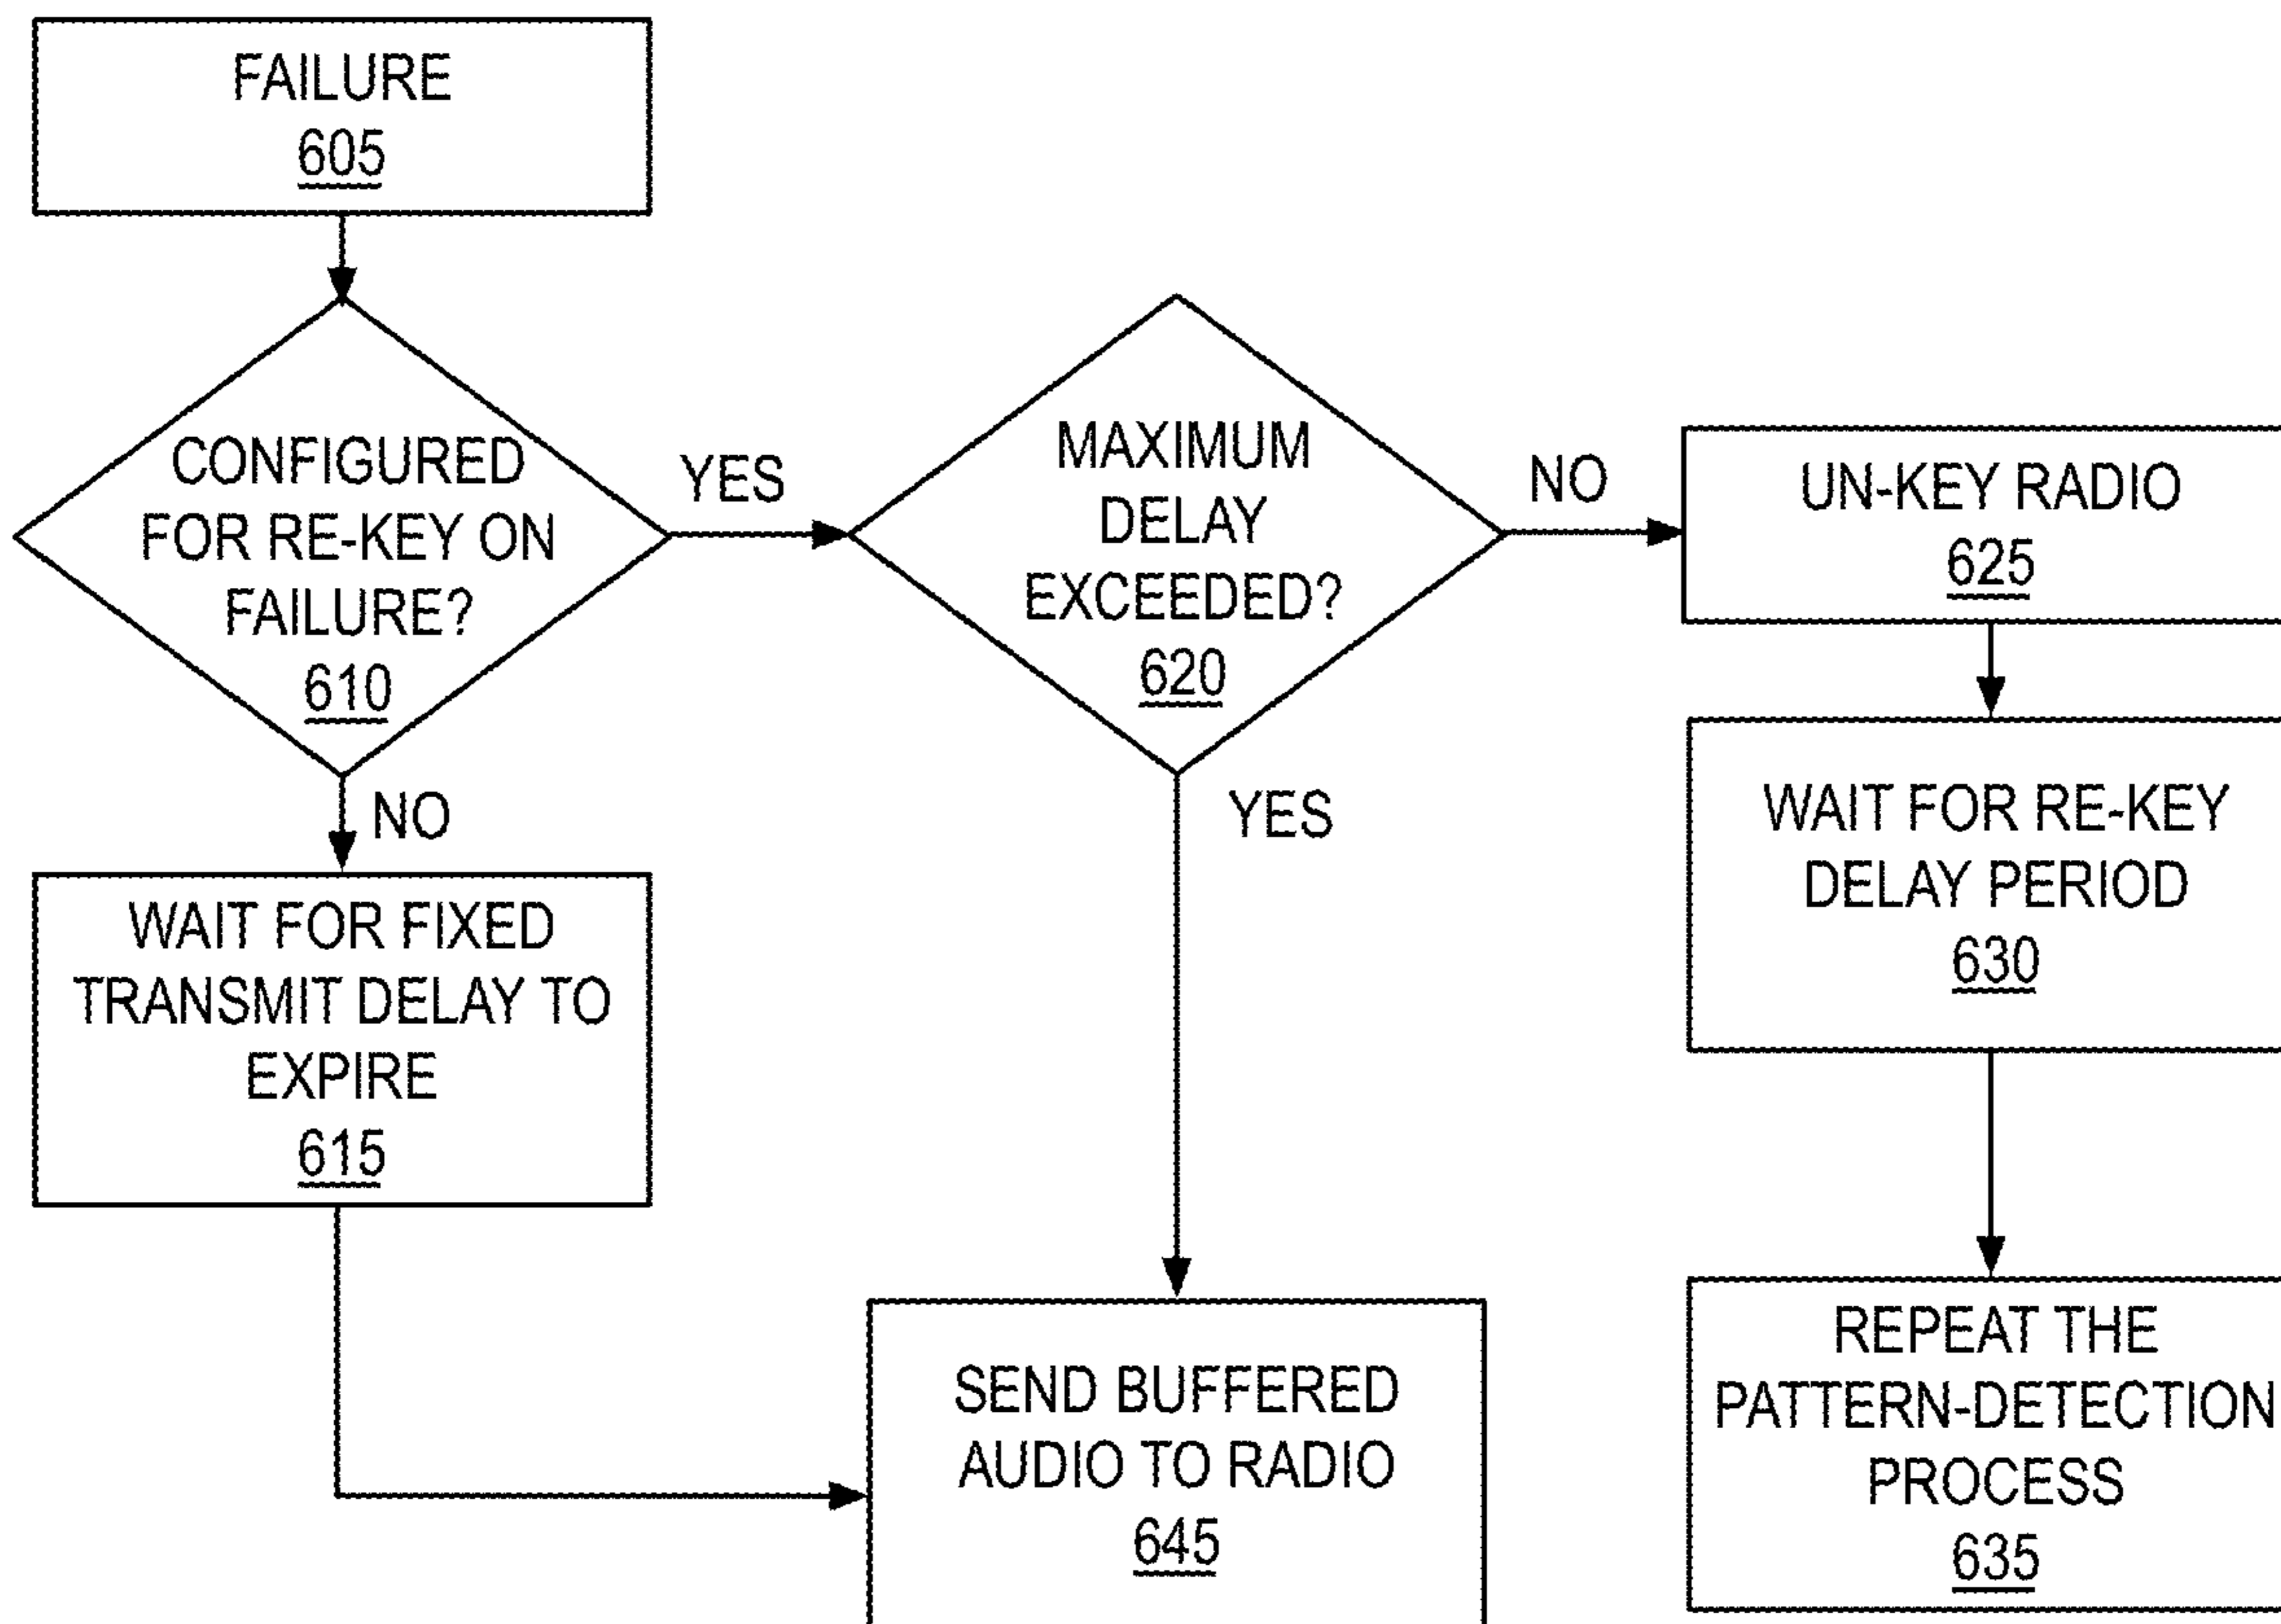 FAILURE
605
CONFIGURED
FOR RE-KEY ON
FAILURE?
610
YES
MAXIMUM
DELAY
EXCEEDED?
620
NO
UN-KEY RADIO
625
NO
YES
WAIT FOR RE-KEY
DELAY PERIOD
630
WAIT FOR FIXED
TRANSMIT DELAY TO
EXPIRE
615
SEND BUFFERED
AUDIO TO RADIO
645
REPEAT THE
PATTERN-DETECTION
PROCESS
635